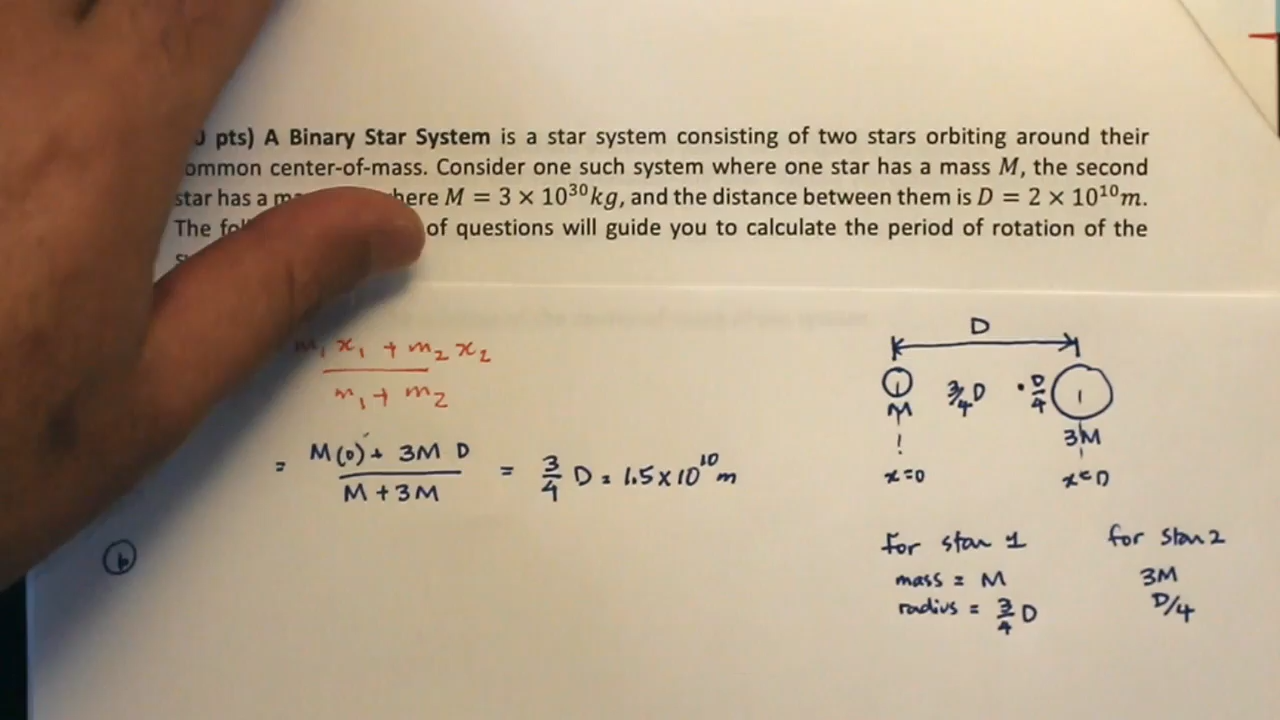 pts) A Binary Star System is a star system consisting of two stars orbiting around their
ommon center-of-mass. Consider one such system where one star has a mass M, the second
star has a here M = 3 × 10³⁰kg, and the distance between them is D = 2 × 10¹⁰m.
The of questions will guide you to calculate the period of rotation of the
m₁x₁ + m₂x₂
m₁ + m₂
D
3/4 D
· D/4
M
3M
x=0
x=D
= M(0) + 3M D / M + 3M = 3/4 D = 1.5 × 10¹⁰ m
b
for star 1
mass = M
radius = 3/4 D
for star 2
3M
D/4